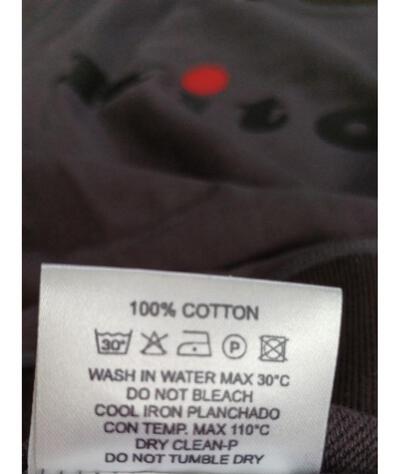 100% COTTON
30° P
WASH IN WATER MAX 30°C
DO NOT BLEACH
COOL IRON PLANCHADO
CON TEMP. MAX 110°C
DRY CLEAN-P
DO NOT TUMBLE DRY